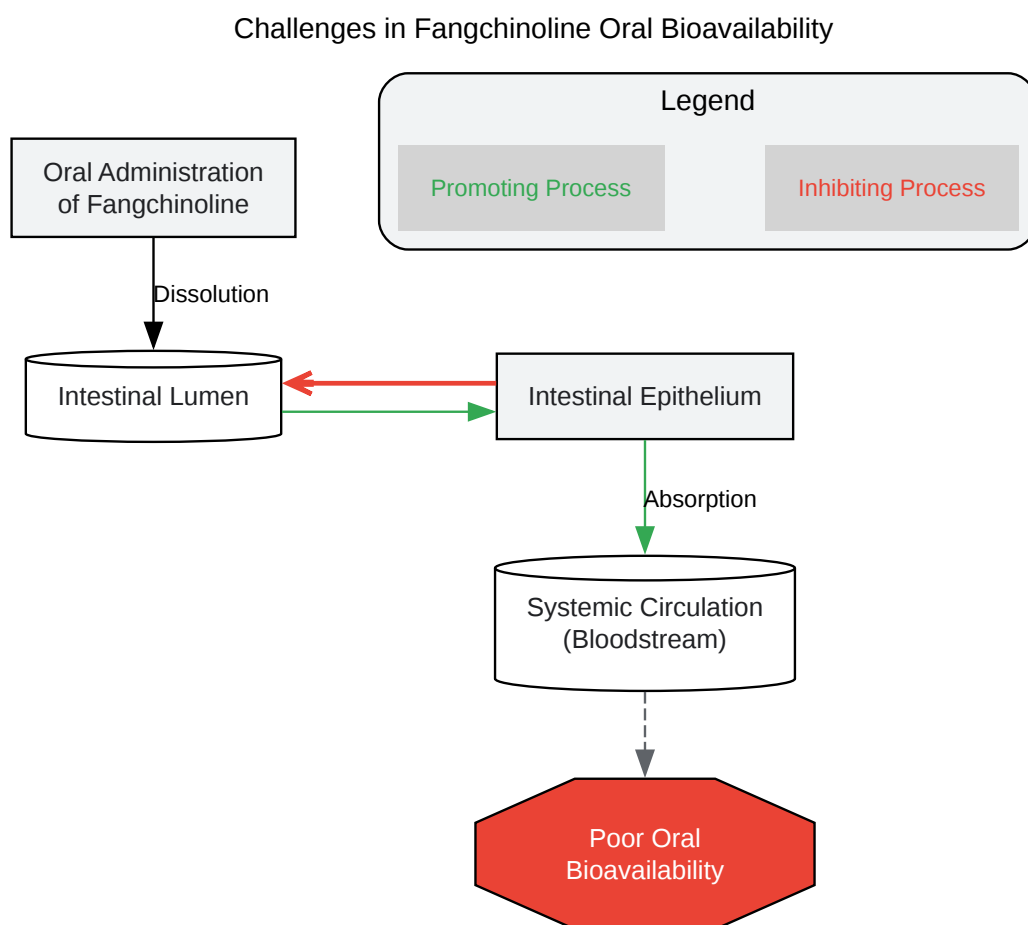 Challenges in Fangchinoline Oral Bioavailability
Legend
Promoting Process
Inhibiting Process
Oral Administration
of Fangchinoline
Dissolution
Intestinal Lumen
Intestinal Epithelium
Absorption
Systemic Circulation
(Bloodstream)
Poor Oral
Bioavailability